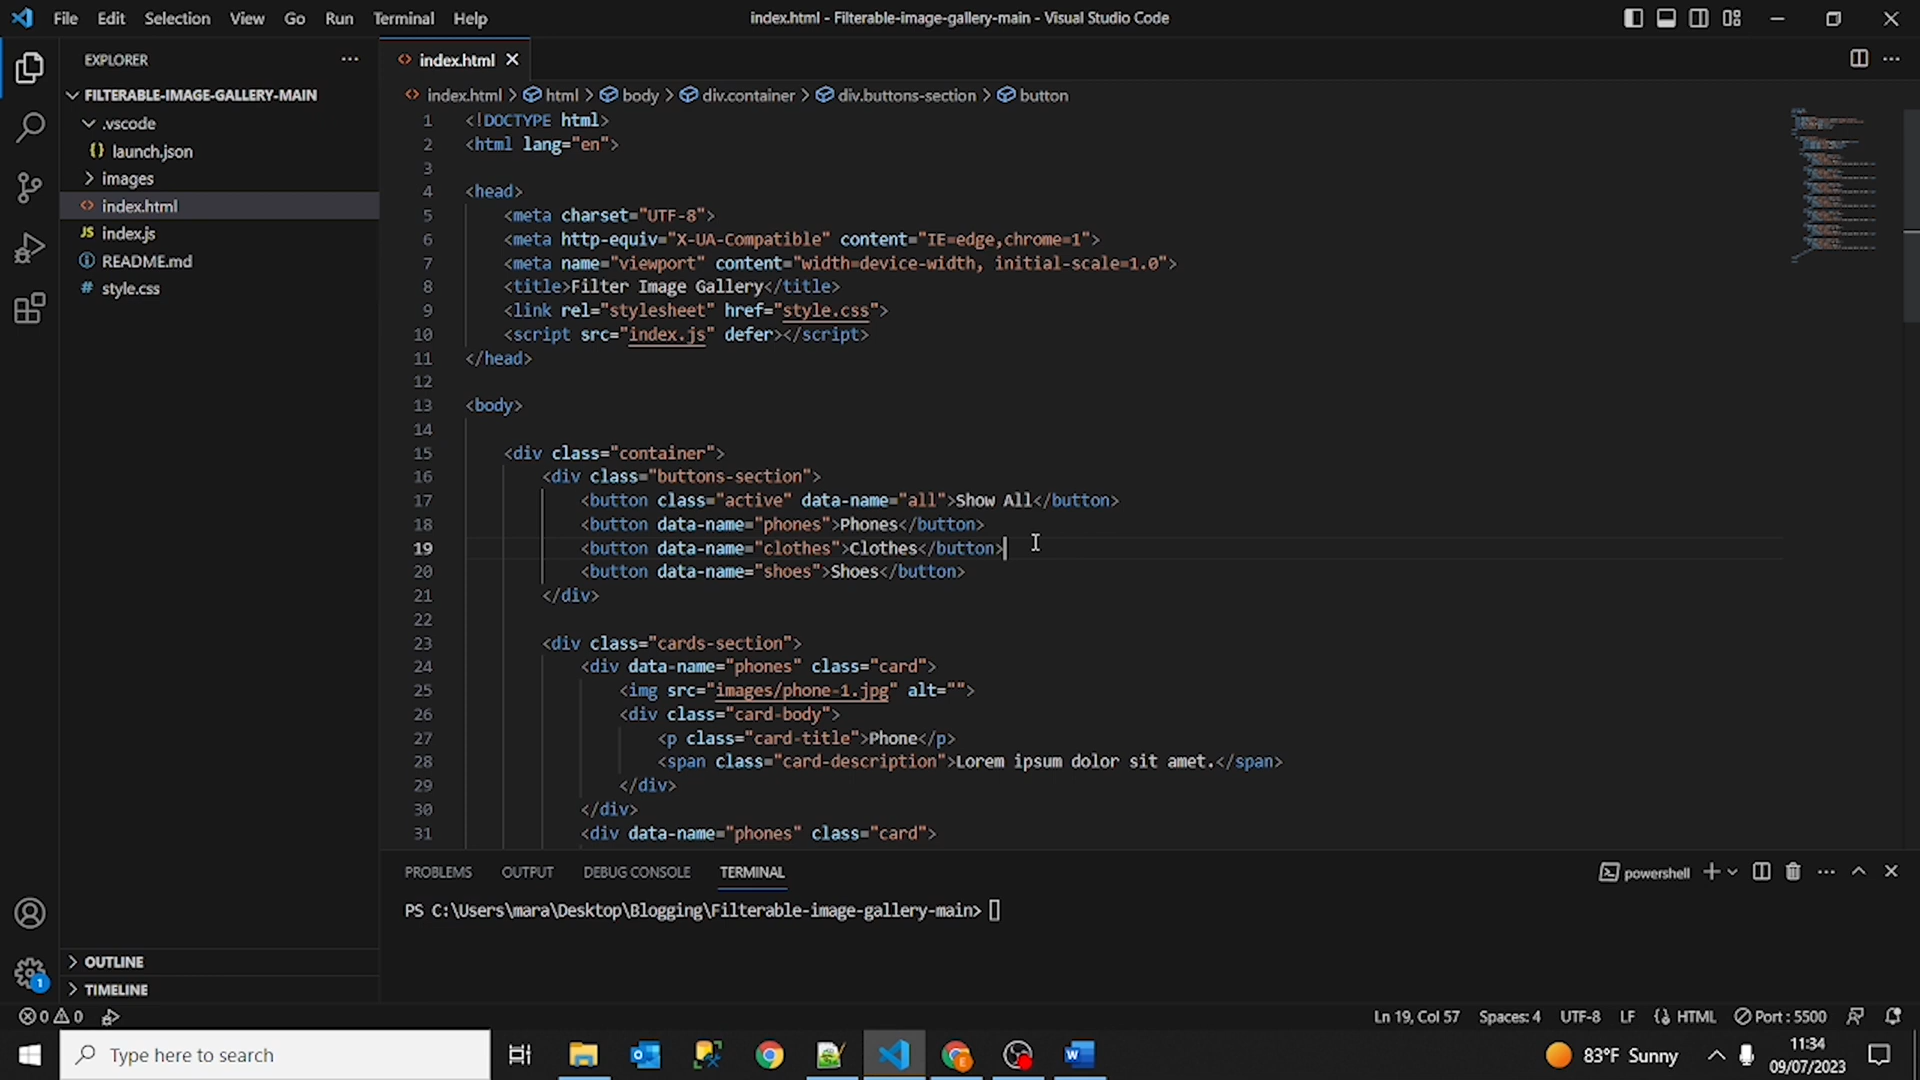 File Edit Selection View Go Run Terminal Help
index.html - Filterable-image-gallery-main - Visual Studio Code
EXPLORER
FILTERABLE-IMAGE-GALLERY-MAIN
.vscode
{} launch.json
images
<> index.html
JS index.js
README.md
# style.css
OUTLINE
TIMELINE
<> index.html
<> index.html > html > body > div.container > div.buttons-section > button
1 <!DOCTYPE html>
2 <html lang="en">
3
4 <head>
5 <meta charset="UTF-8">
6 <meta http-equiv="X-UA-Compatible" content="IE=edge,chrome=1">
7 <meta name="viewport" content="width=device-width, initial-scale=1.0">
8 <title>Filter Image Gallery</title>
9 <link rel="stylesheet" href="style.css">
10 <script src="index.js" defer></script>
11 </head>
12
13 <body>
14
15 <div class="container">
16 <div class="buttons-section">
17 <button class="active" data-name="all">Show All</button>
18 <button data-name="phones">Phones</button>
19 <button data-name="clothes">Clothes</button>
20 <button data-name="shoes">Shoes</button>
21 </div>
22
23 <div class="cards-section">
24 <div data-name="phones" class="card">
25 <img src="images/phone-1.jpg" alt="">
26 <div class="card-body">
27 <p class="card-title">Phone</p>
28 <span class="card-description">Lorem ipsum dolor sit amet.</span>
29 </div>
30 </div>
31 <div data-name="phones" class="card">
PROBLEMS OUTPUT DEBUG CONSOLE TERMINAL
powershell
PS C:\Users\mara\Desktop\Blogging\Filterable-image-gallery-main>
1
0 0
Ln 19, Col 57 Spaces: 4 UTF-8 LF HTML Port : 5500
Type here to search
83°F Sunny
11:34
09/07/2023